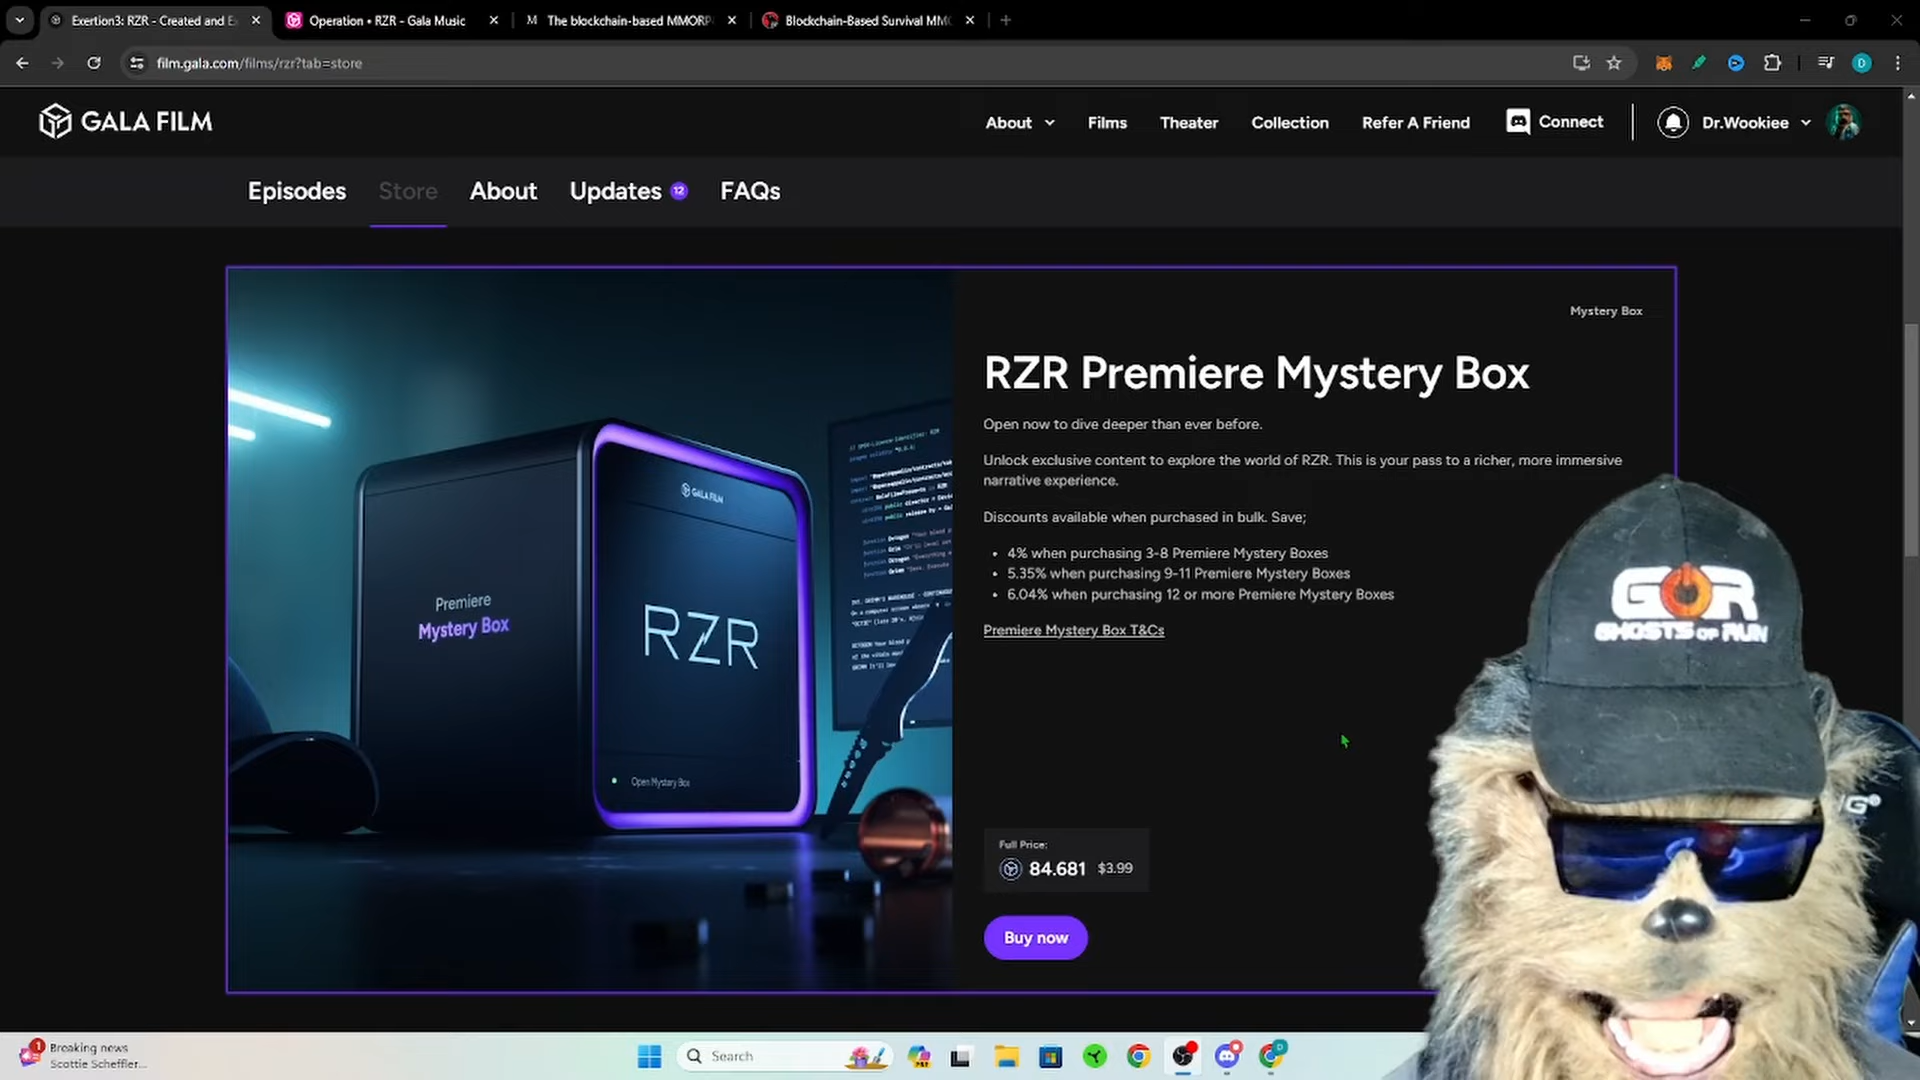 Exertion3: RZR - Created and E
Operation • RZR - Gala Music
The blockchain-based MMORP
Blockchain-Based Survival MMO
film.gala.com/films/rzr?tab=store
D
GALA FILM
About
Films
Theater
Collection
Refer A Friend
Connect
Dr.Wookiee
Episodes
Store
About
Updates 12
FAQs
Mystery Box
RZR Premiere Mystery Box
Open now to dive deeper than ever before.
Unlock exclusive content to explore the world of RZR. This is your pass to a richer, more immersive
narrative experience.
Discounts available when purchased in bulk. Save;
• 4% when purchasing 3-8 Premiere Mystery Boxes
• 5.35% when purchasing 9-11 Premiere Mystery Boxes
• 6.04% when purchasing 12 or more Premiere Mystery Boxes
Premiere Mystery Box T&Cs
Full Price:
84.681 $3.99
Buy now
GALA FILM
Premiere
Mystery Box
RZR
Open Mystery Box
GOR
GHOSTS OF RUIN
G®
1
Breaking news
Scottie Scheffler...
Search